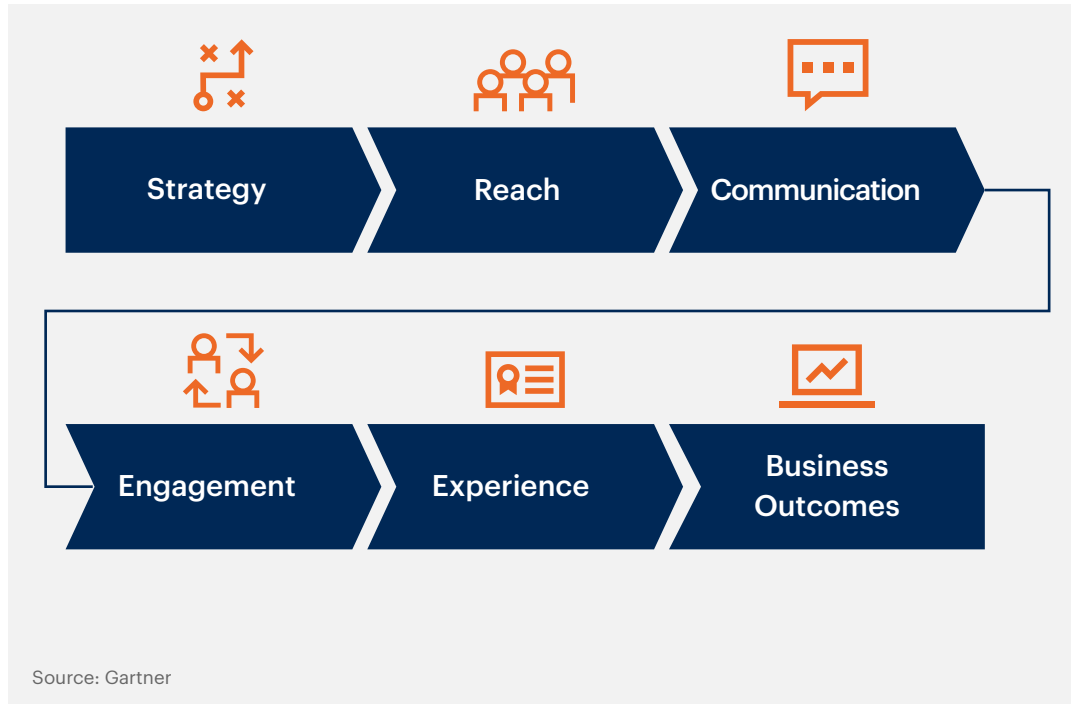 Strategy
Reach
Communication
Engagement
Experience
Business
Outcomes
Source: Gartner